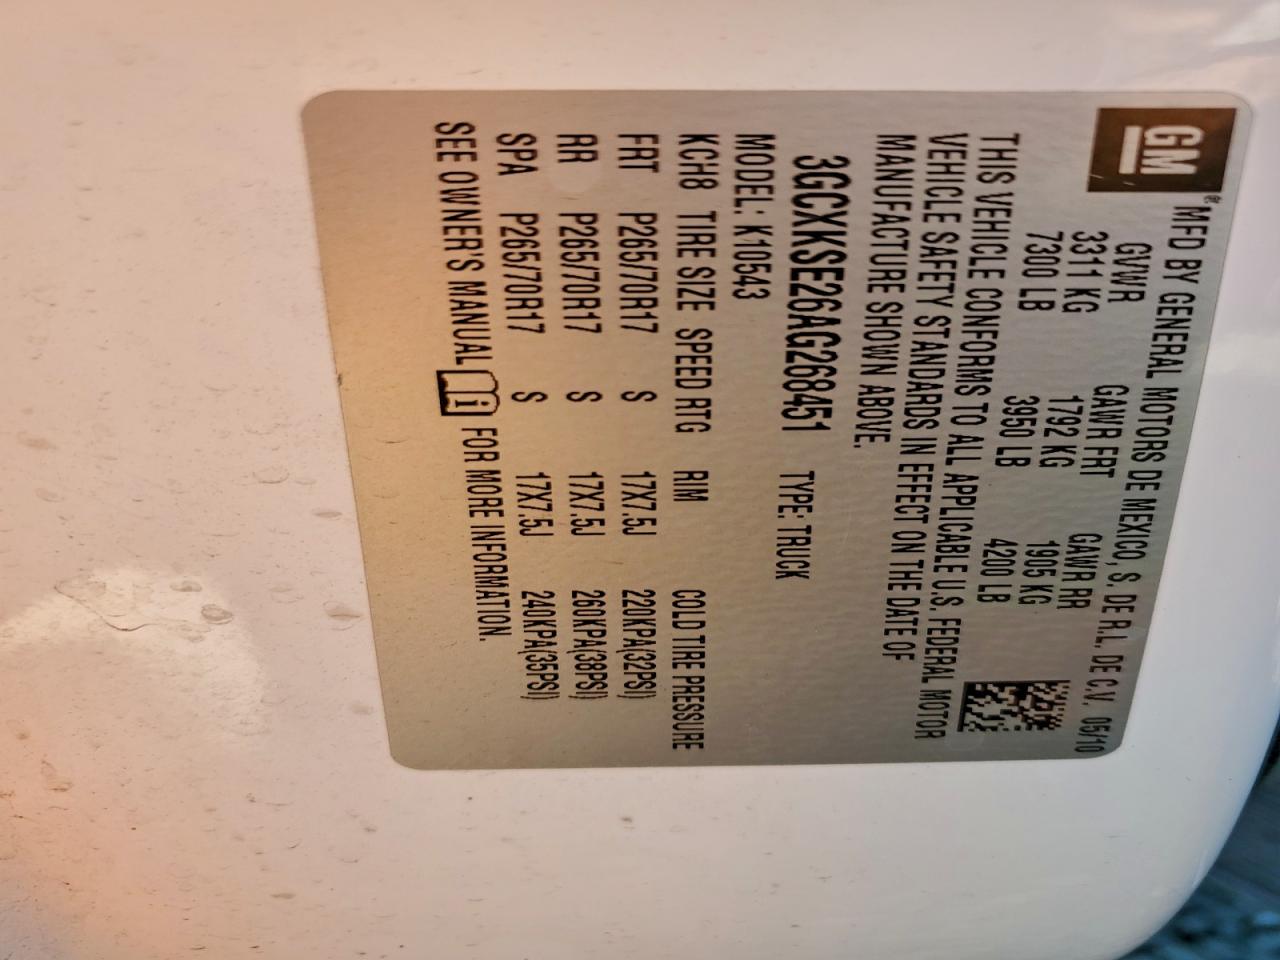 GM
® MFD BY GENERAL MOTORS DE MEXICO, S. DE R.L. DE C.V. 05/10
GVWR GAWR FRT GAWR RR
3311 KG 1792 KG 1905 KG
7300 LB 3950 LB 4200 LB
THIS VEHICLE CONFORMS TO ALL APPLICABLE U.S. FEDERAL MOTOR
VEHICLE SAFETY STANDARDS IN EFFECT ON THE DATE OF
MANUFACTURE SHOWN ABOVE.
3GCXKSE26AG268451 TYPE: TRUCK
MODEL: K10543
KCH8 TIRE SIZE SPEED RTG RIM COLD TIRE PRESSURE
FRT P265/70R17 S 17X7.5J 220KPA(32PSI)
RR P265/70R17 S 17X7.5J 260KPA(38PSI)
SPA P265/70R17 S 17X7.5J 240KPA(35PSI)
SEE OWNER'S MANUAL i FOR MORE INFORMATION.